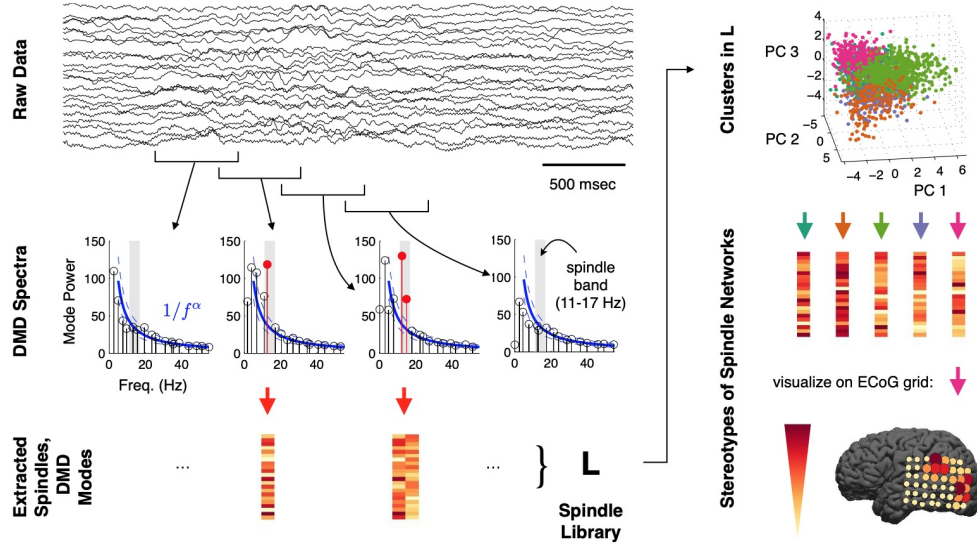 Raw Data
500 msec
DMD Spectra
Mode Power
150
100
50
0
0 20 40
Freq. (Hz)
1/f^α
150
100
50
0
0 20 40
150
100
50
0
0 20 40
150
100
50
0
0 20 40
spindle
band
(11-17 Hz)
Extracted
Spindles,
DMD
Modes
...
...
}
L
Spindle
Library
Clusters in L
PC 3
4
2
0
-2
-4
PC 2
-5
0
5
-4 -2 0 2 4 6
PC 1
Stereotypes of Spindle Networks
visualize on ECoG grid: